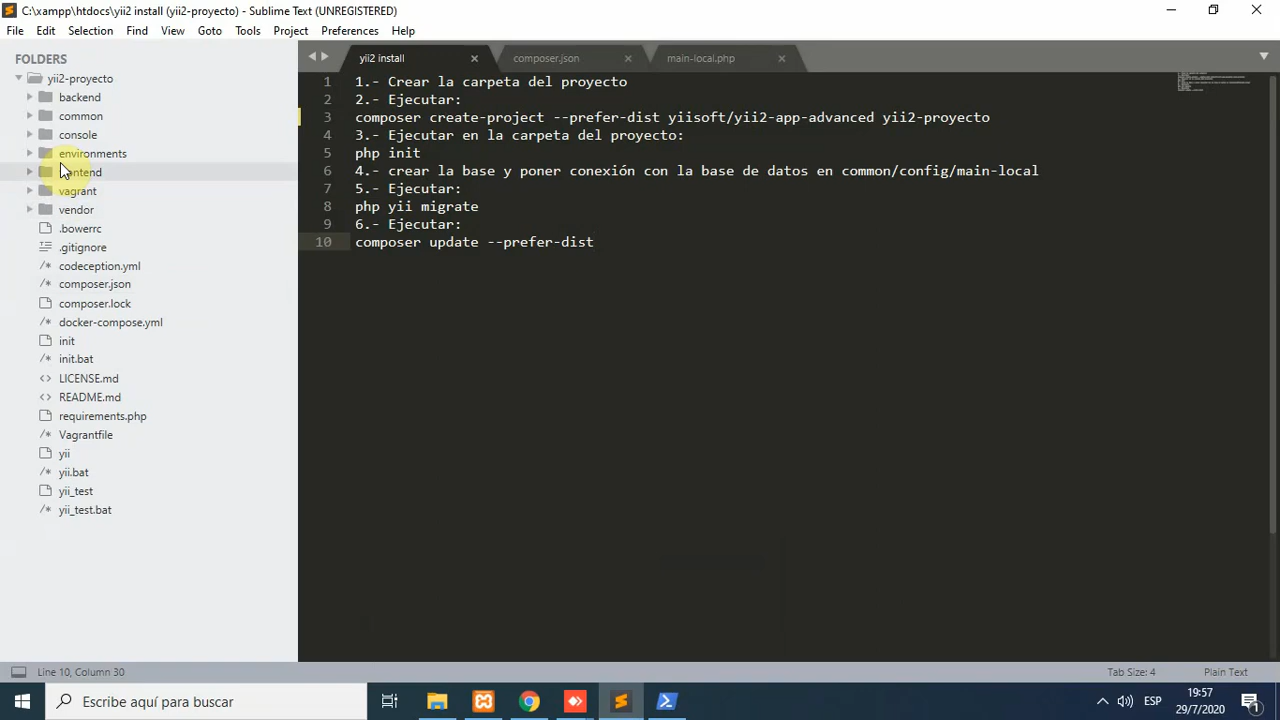 C:\xampp\htdocs\yii2 install (yii2-proyecto) - Sublime Text (UNREGISTERED)
File Edit Selection Find View Goto Tools Project Preferences Help
FOLDERS
yii2-proyecto
backend
common
console
environments
vagrant
vendor
.bowerrc
.gitignore
codeception.yml
composer.json
composer.lock
docker-compose.yml
init
init.bat
LICENSE.md
README.md
requirements.php
Vagrantfile
yii
yii.bat
yii_test
yii_test.bat
yii2 install composer.json main-local.php
1 1.- Crear la carpeta del proyecto
2 2.- Ejecutar:
3 composer create-project --prefer-dist yiisoft/yii2-app-advanced yii2-proyecto
4 3.- Ejecutar en la carpeta del proyecto:
5 php init
6 4.- crear la base y poner conexión con la base de datos en common/config/main-local
7 5.- Ejecutar:
8 php yii migrate
9 6.- Ejecutar:
10 composer update --prefer-dist
Line 10, Column 30 Tab Size: 4 Plain Text
Escribe aquí para buscar
ESP
19:57
29/7/2020
1